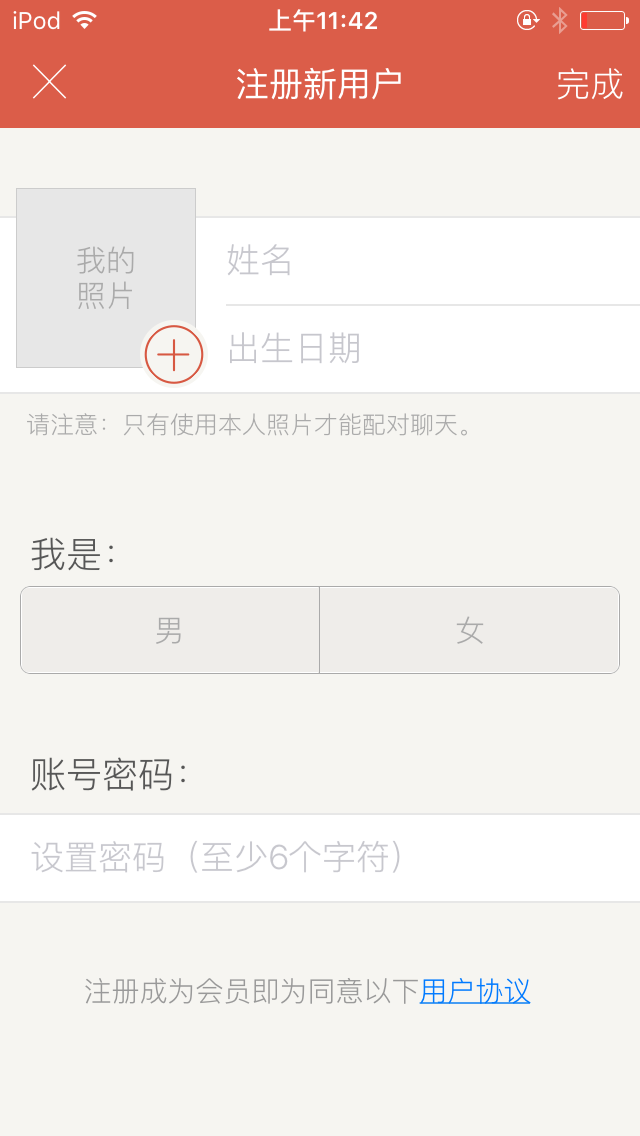 iPod 上午11:42
注册新用户 完成
我的
照片
姓名
出生日期
请注意：只有使用本人照片才能配对聊天。
我是：
男 女
账号密码：
设置密码（至少6个字符）
注册成为会员即为同意以下用户协议